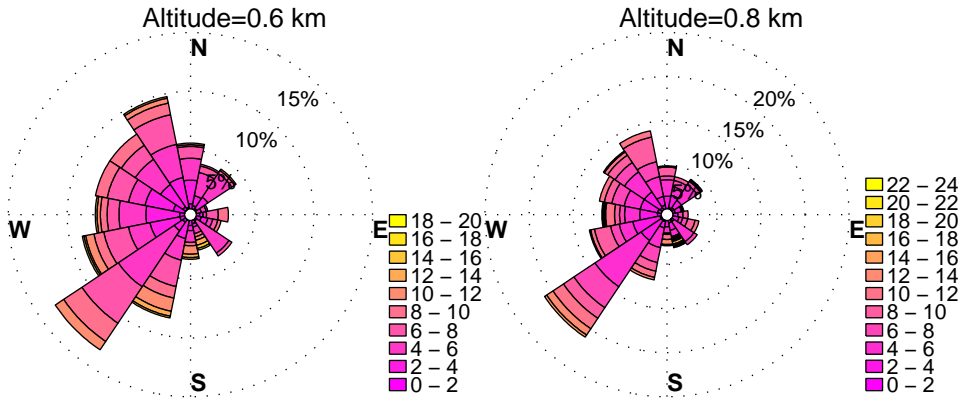 Altitude=0.6 km
N
15%
10%
5%
W
E
S
18 – 20
16 – 18
14 – 16
12 – 14
10 – 12
8 – 10
6 – 8
4 – 6
2 – 4
0 – 2
Altitude=0.8 km
N
20%
15%
10%
5%
W
E
S
22 – 24
20 – 22
18 – 20
16 – 18
14 – 16
12 – 14
10 – 12
8 – 10
6 – 8
4 – 6
2 – 4
0 – 2